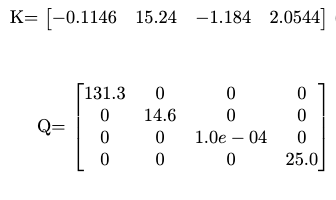 K= [−0.1146 15.24 −1.184 2.0544]
Q= [131.3 0 0 0
0 14.6 0 0
0 0 1.0e − 04 0
0 0 0 25.0]